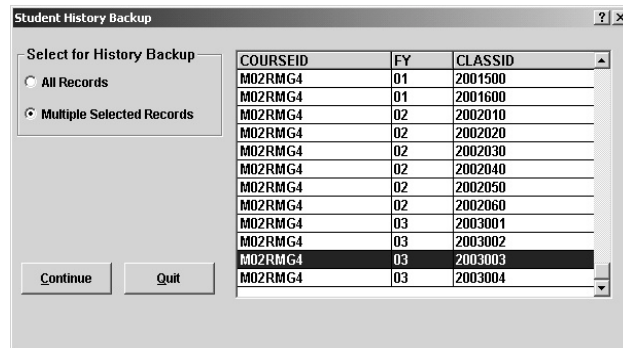 Student History Backup
Select for History Backup
All Records
Multiple Selected Records
Continue
Quit
COURSEID FY CLASSID
M02RMG4 01 2001500
M02RMG4 01 2001600
M02RMG4 02 2002010
M02RMG4 02 2002020
M02RMG4 02 2002030
M02RMG4 02 2002040
M02RMG4 02 2002050
M02RMG4 02 2002060
M02RMG4 03 2003001
M02RMG4 03 2003002
M02RMG4 03 2003003
M02RMG4 03 2003004